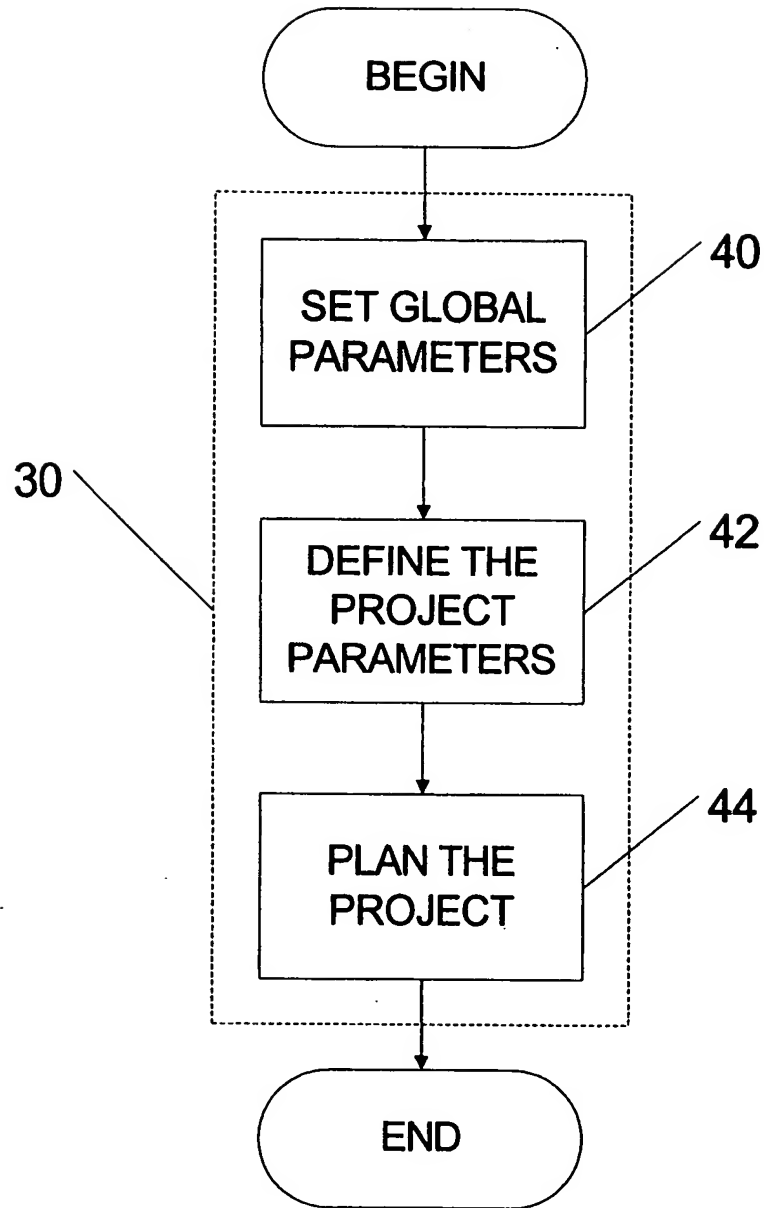 BEGIN
SET GLOBAL
PARAMETERS
40
30
DEFINE THE
PROJECT
PARAMETERS
42
PLAN THE
PROJECT
44
END